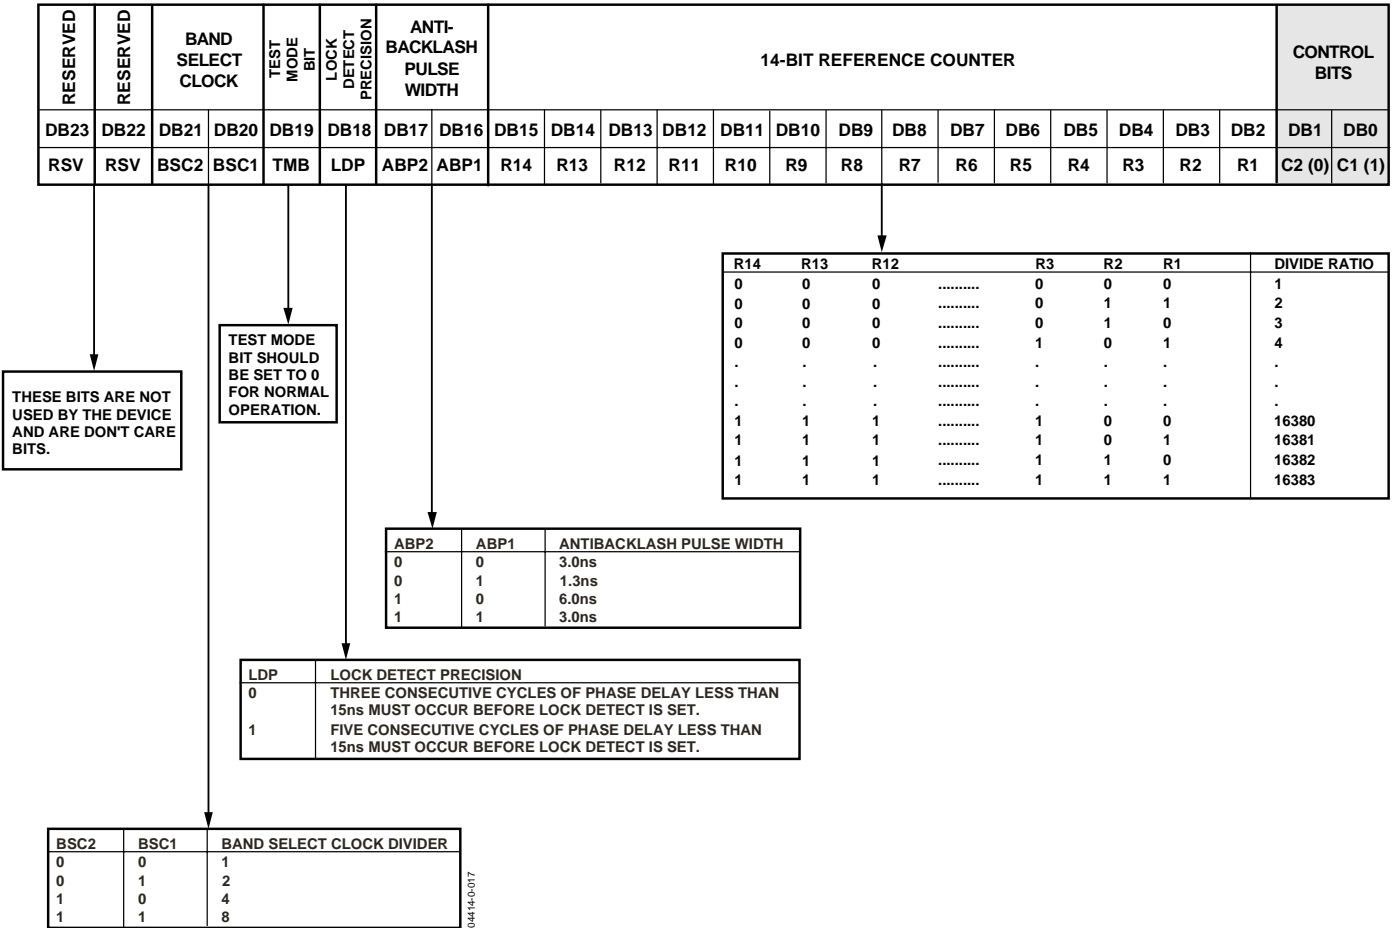 RESERVED
RESERVED
BAND
SELECT
CLOCK
TEST
MODE
BIT
LOCK
DETECT
PRECISION
ANTI-
BACKLASH
PULSE
WIDTH
14-BIT REFERENCE COUNTER
CONTROL
BITS
DB23 DB22 DB21 DB20 DB19 DB18 DB17 DB16 DB15 DB14 DB13 DB12 DB11 DB10 DB9 DB8 DB7 DB6 DB5 DB4 DB3 DB2 DB1 DB0
RSV RSV BSC2 BSC1 TMB LDP ABP2 ABP1 R14 R13 R12 R11 R10 R9 R8 R7 R6 R5 R4 R3 R2 R1 C2 (0) C1 (1)
R14 R13 R12 R3 R2 R1 DIVIDE RATIO
0 0 0 .......... 0 0 0 1
0 0 0 .......... 0 1 1 2
0 0 0 .......... 0 1 0 3
0 0 0 .......... 1 0 1 4
. . . .......... . . . .
. . . .......... . . . .
. . . .......... . . . .
1 1 1 .......... 1 0 0 16380
1 1 1 .......... 1 0 1 16381
1 1 1 .......... 1 1 0 16382
1 1 1 .......... 1 1 1 16383
TEST MODE
BIT SHOULD
BE SET TO 0
FOR NORMAL
OPERATION.
THESE BITS ARE NOT
USED BY THE DEVICE
AND ARE DON'T CARE
BITS.
ABP2 ABP1 ANTIBACKLASH PULSE WIDTH
0 0 3.0ns
0 1 1.3ns
1 0 6.0ns
1 1 3.0ns
LDP LOCK DETECT PRECISION
0 THREE CONSECUTIVE CYCLES OF PHASE DELAY LESS THAN
15ns MUST OCCUR BEFORE LOCK DETECT IS SET.
1 FIVE CONSECUTIVE CYCLES OF PHASE DELAY LESS THAN
15ns MUST OCCUR BEFORE LOCK DETECT IS SET.
BSC2 BSC1 BAND SELECT CLOCK DIVIDER
0 0 1
0 1 2
1 0 4
1 1 8
04414-0-017